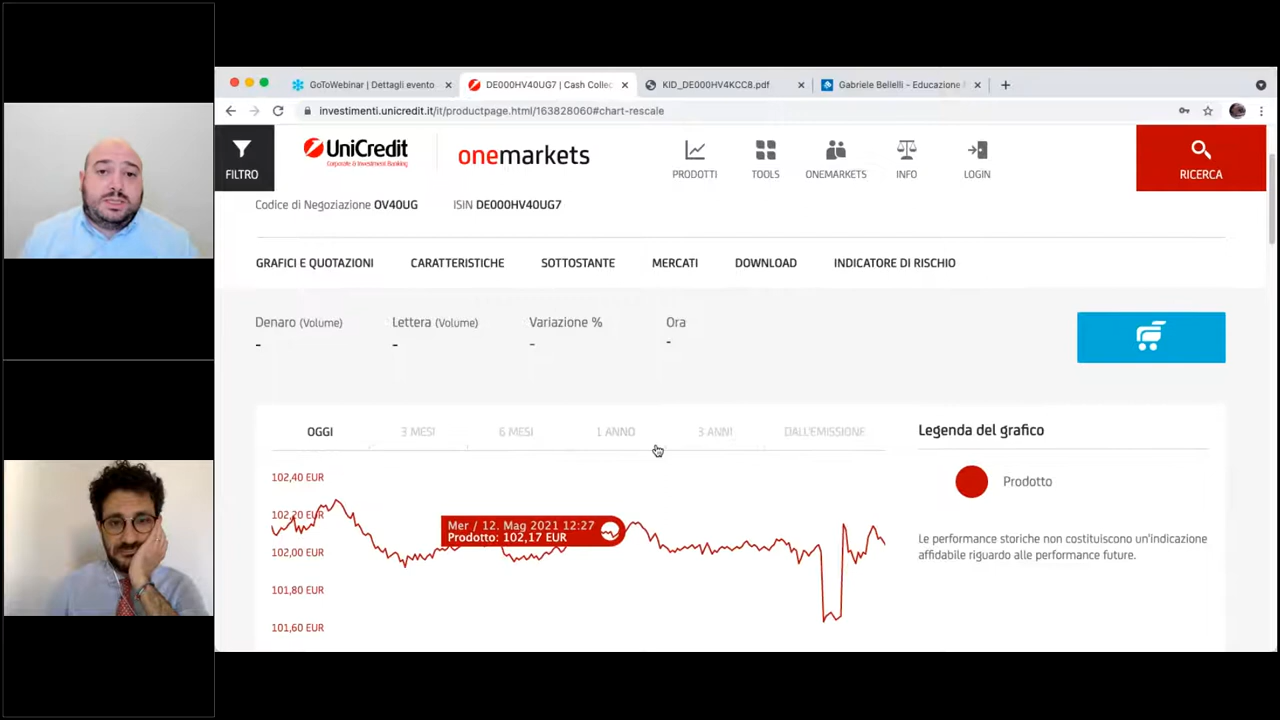 GoToWebinar | Dettagli evento
DE000HV40UG7 | Cash Collec
KID_DE000HV4KCC8.pdf
Gabriele Bellelli - Educazione
investimenti.unicredit.it/it/productpage.html/163828060#chart-rescale
FILTRO
UniCredit
Corporate & Investment Banking
onemarkets
PRODOTTI
TOOLS
ONEMARKETS
INFO
LOGIN
RICERCA
Codice di Negoziazione OV40UG ISIN DE000HV40UG7
GRAFICI E QUOTAZIONI CARATTERISTICHE SOTTOSTANTE MERCATI DOWNLOAD INDICATORE DI RISCHIO
Denaro (Volume) Lettera (Volume) Variazione % Ora
- - - -
OGGI 3 MESI 6 MESI 1 ANNO 3 ANNI DALL'EMISSIONE
Legenda del grafico
Prodotto
Le performance storiche non costituiscono un'indicazione
affidabile riguardo alle performance future.
102,40 EUR
102,20 EUR
102,00 EUR
101,80 EUR
101,60 EUR
Mer / 12. Mag 2021 12:27
Prodotto: 102,17 EUR